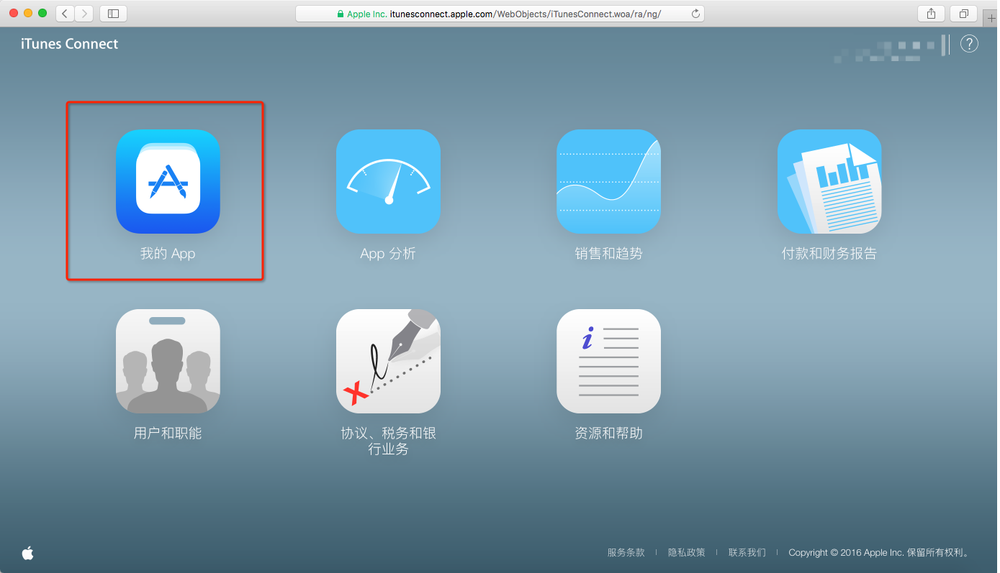 Apple Inc. itunesconnect.apple.com/WebObjects/iTunesConnect.woa/ra/ng/
iTunes Connect
?
我的 App
App 分析
销售和趋势
付款和财务报告
用户和职能
协议、税务和银
行业务
资源和帮助
服务条款 | 隐私政策 | 联系我们 | Copyright © 2016 Apple Inc. 保留所有权利。